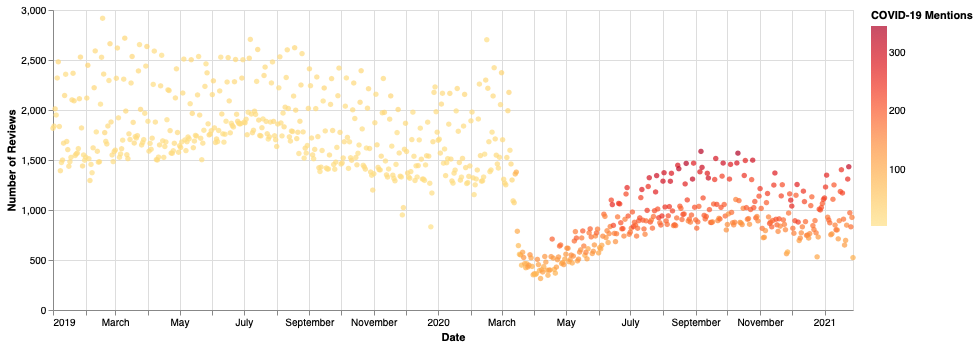 COVID-19 Mentions
300
200
100
3,000
2,500
2,000
1,500
1,000
500
0
Number of Reviews
2019 March May July September November 2020 March May July September November 2021
Date